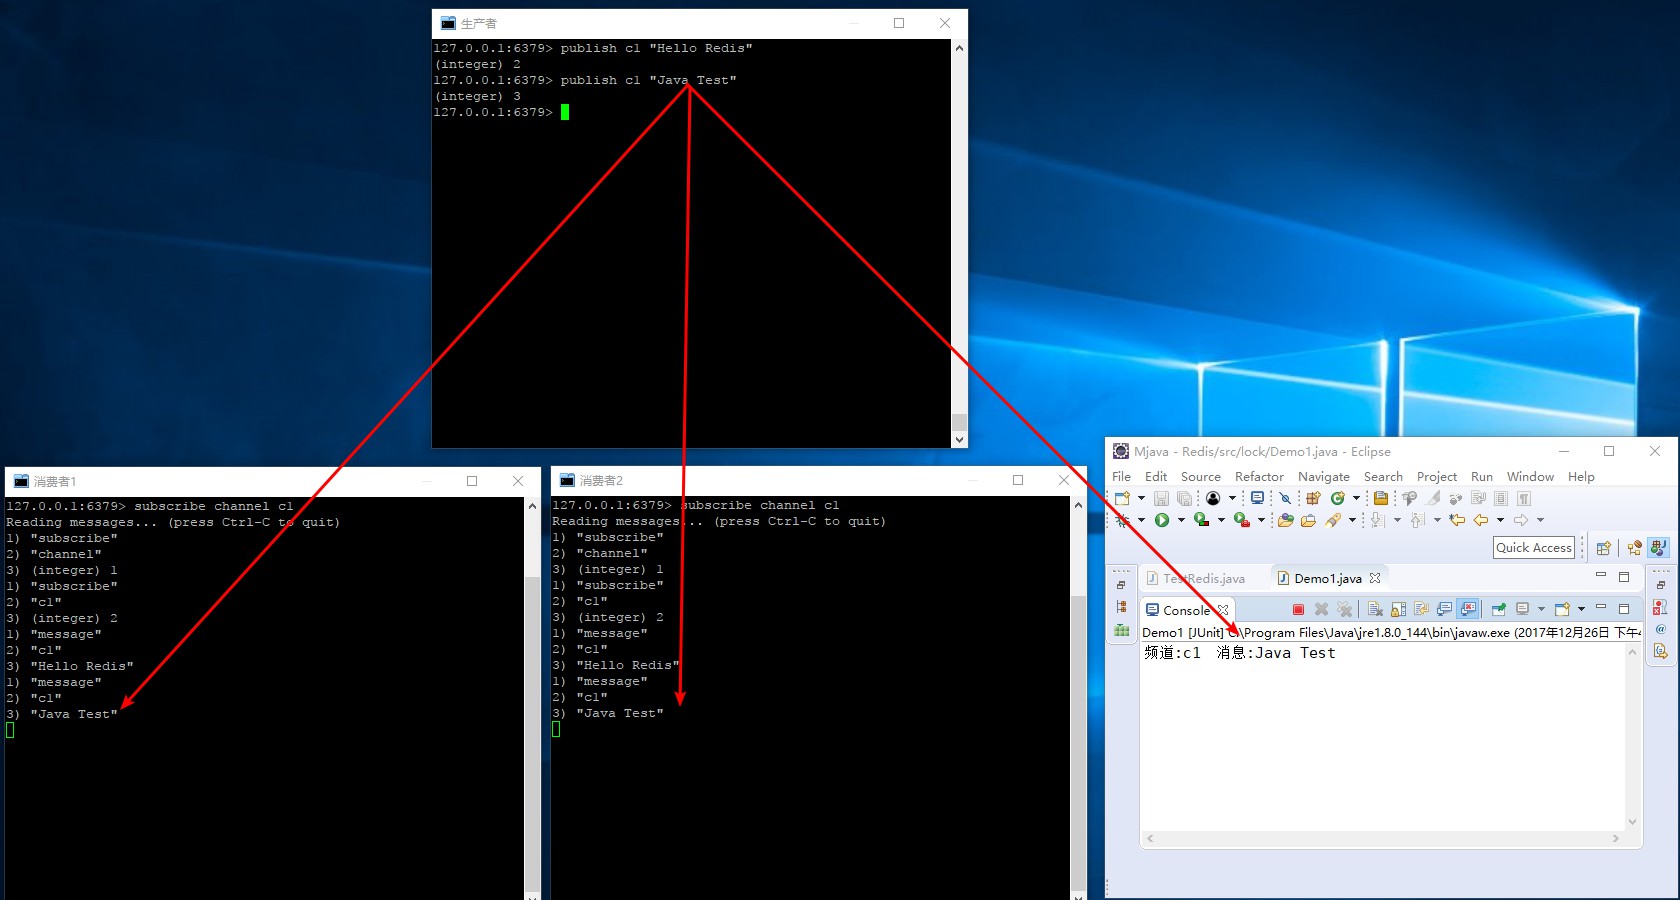 生产者
127.0.0.1:6379> publish c1 "Hello Redis"
(integer) 2
127.0.0.1:6379> publish c1 "Java Test"
(integer) 3
127.0.0.1:6379>
消费者1
127.0.0.1:6379> subscribe channel c1
Reading messages... (press Ctrl-C to quit)
1) "subscribe"
2) "channel"
3) (integer) 1
1) "subscribe"
2) "c1"
3) (integer) 2
1) "message"
2) "c1"
3) "Hello Redis"
1) "message"
2) "c1"
3) "Java Test"
消费者2
127.0.0.1:6379> subscribe channel c1
Reading messages... (press Ctrl-C to quit)
1) "subscribe"
2) "channel"
3) (integer) 1
1) "subscribe"
2) "c1"
3) (integer) 2
1) "message"
2) "c1"
3) "Hello Redis"
1) "message"
2) "c1"
3) "Java Test"
Mjava - Redis/src/lock/Demo1.java - Eclipse
File Edit Source Refactor Navigate Search Project Run Window Help
Quick Access
TestRedis.java Demo1.java
Console
Demo1 [JUnit] C:\Program Files\Java\jre1.8.0_144\bin\javaw.exe (2017年12月26日 下午
频道:c1 消息:Java Test